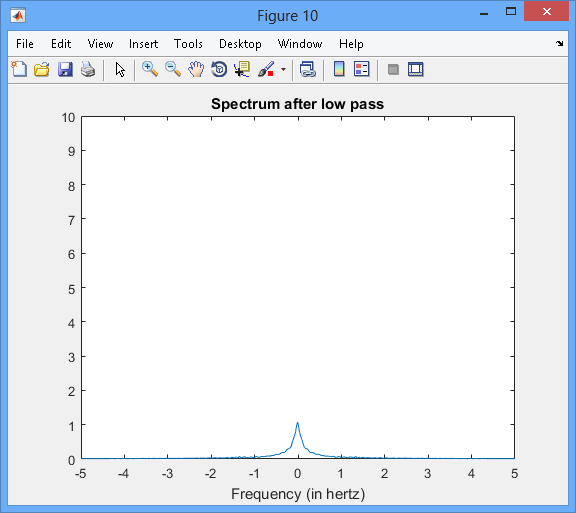 Figure 10
File Edit View Insert Tools Desktop Window Help
Spectrum after low pass
10
9
8
7
6
5
4
3
2
1
0
-5 -4 -3 -2 -1 0 1 2 3 4 5
Frequency (in hertz)